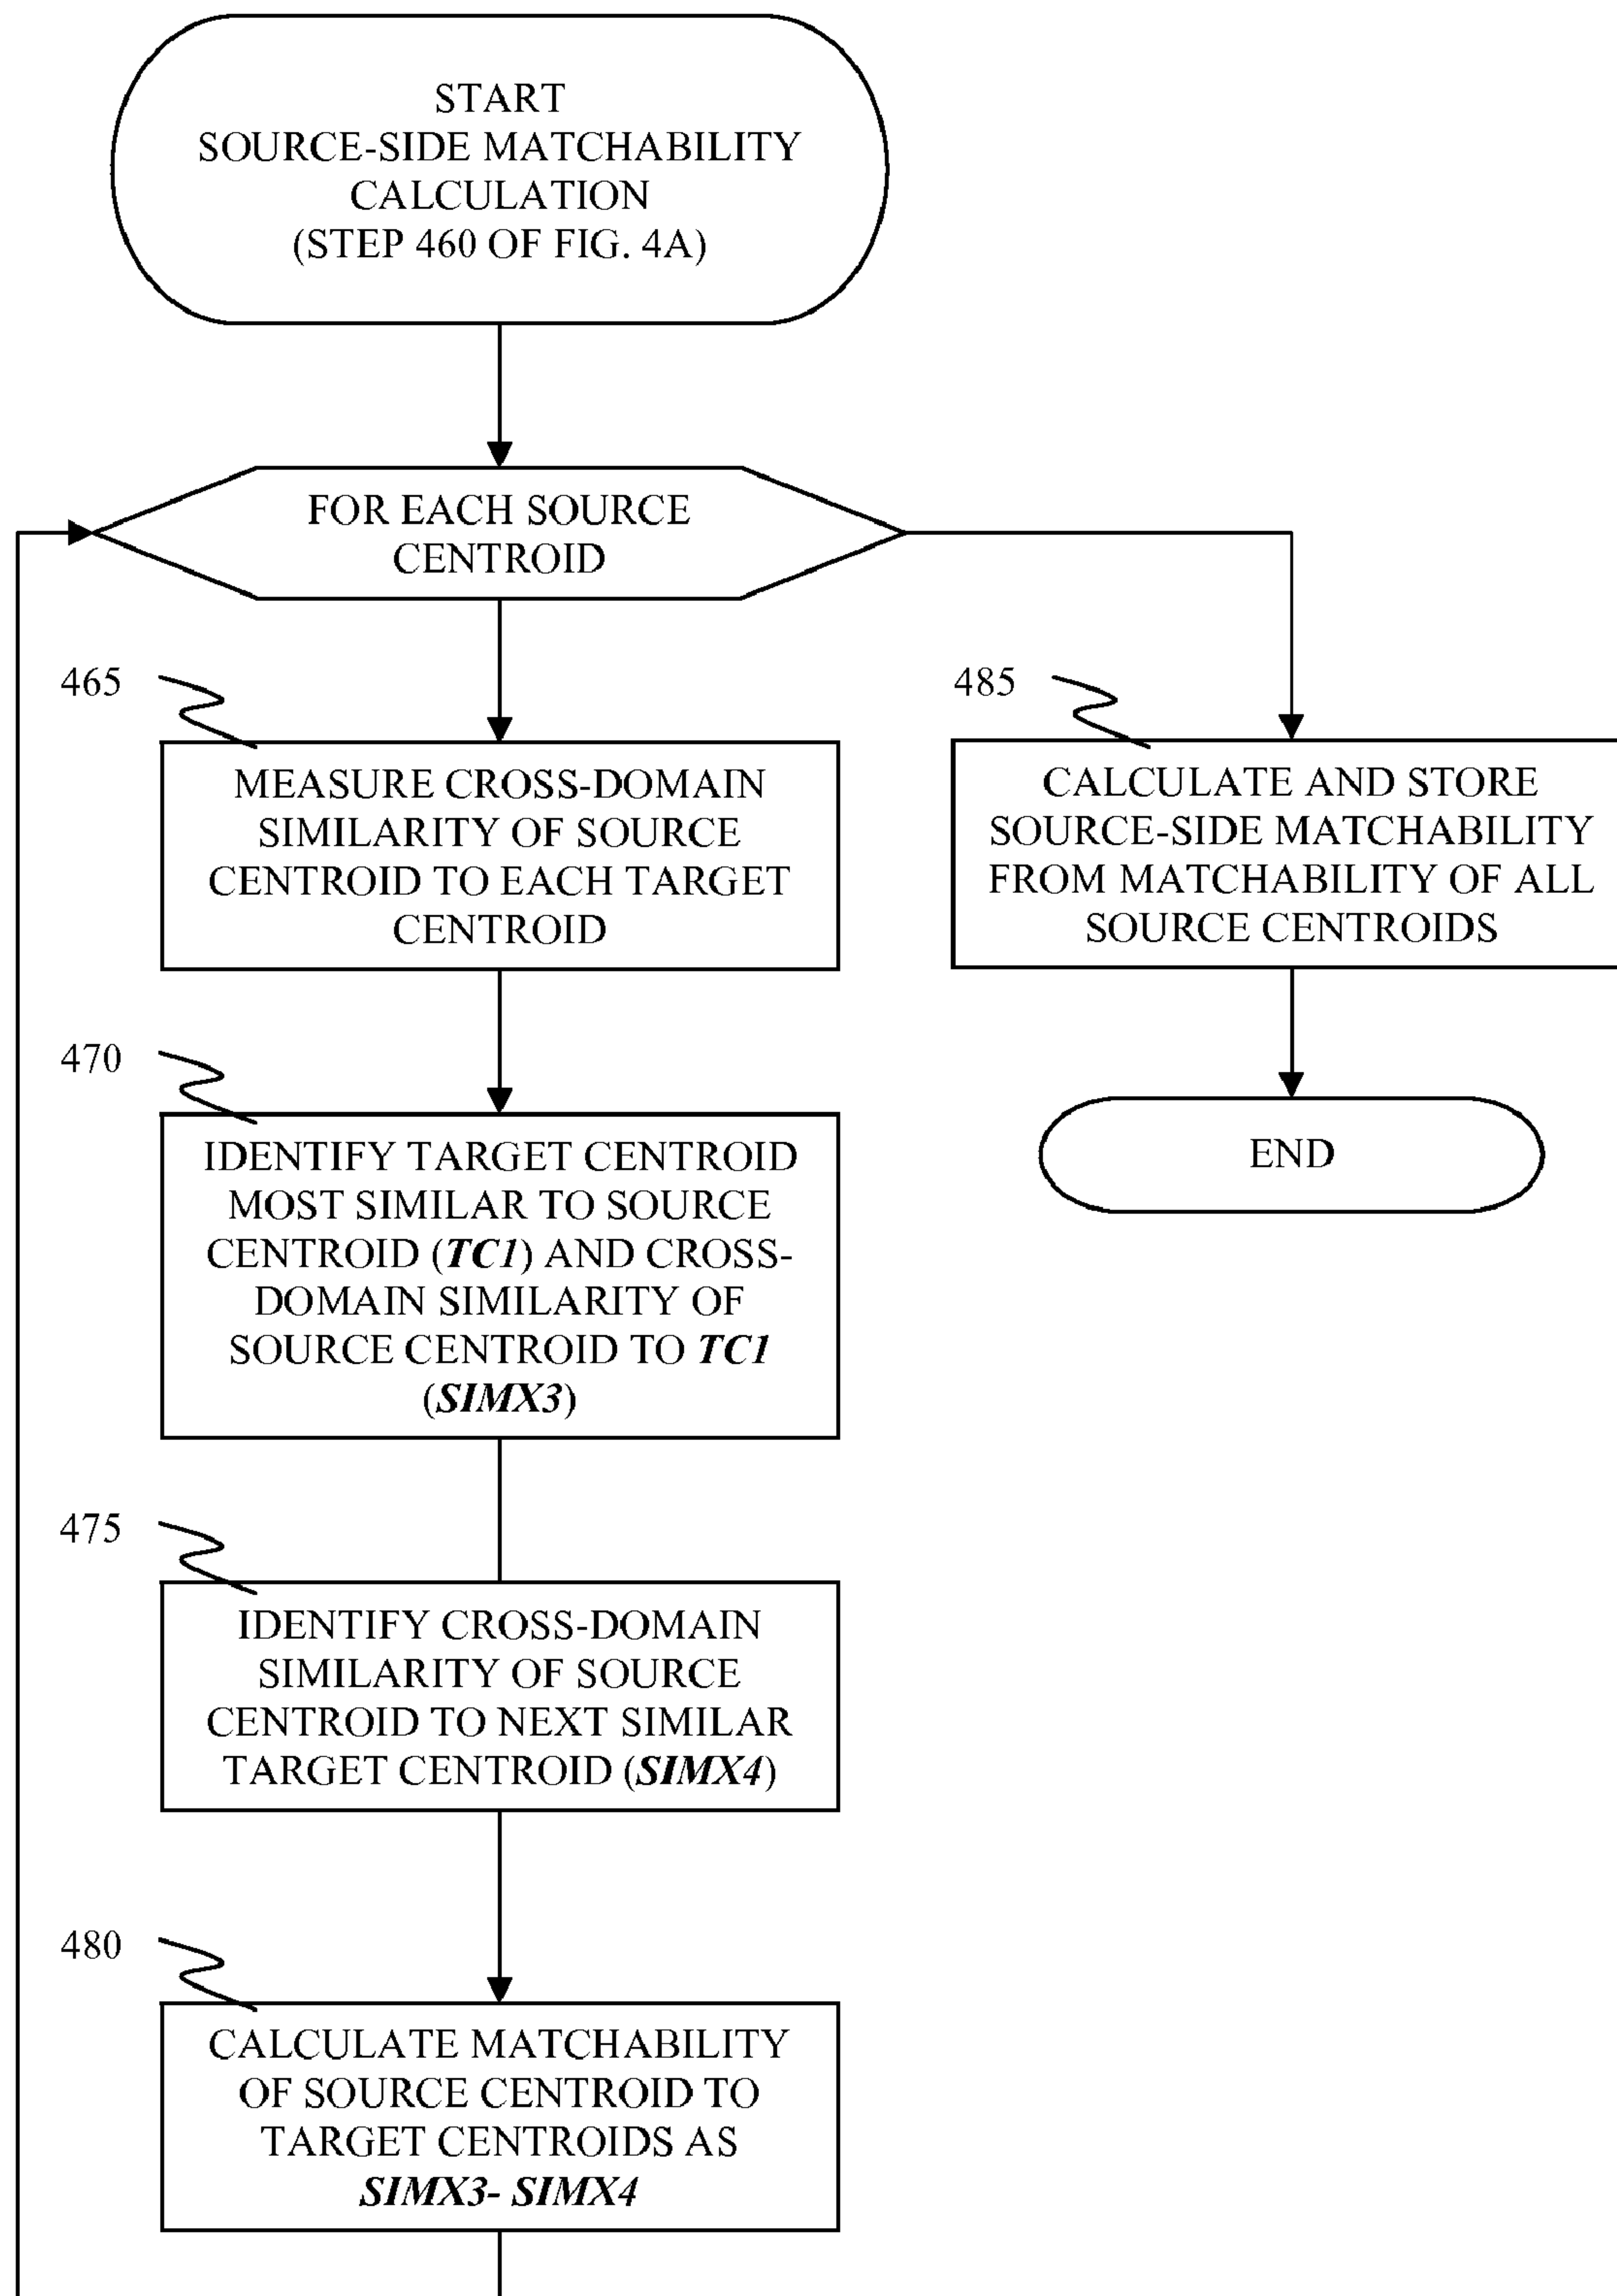 START
SOURCE-SIDE MATCHABILITY
CALCULATION
(STEP 460 OF FIG. 4A)
FOR EACH SOURCE
CENTROID
465
MEASURE CROSS-DOMAIN
SIMILARITY OF SOURCE
CENTROID TO EACH TARGET
CENTROID
485
CALCULATE AND STORE
SOURCE-SIDE MATCHABILITY
FROM MATCHABILITY OF ALL
SOURCE CENTROIDS
470
IDENTIFY TARGET CENTROID
MOST SIMILAR TO SOURCE
CENTROID (TC1) AND CROSS-
DOMAIN SIMILARITY OF
SOURCE CENTROID TO TC1
(SIMX3)
END
475
IDENTIFY CROSS-DOMAIN
SIMILARITY OF SOURCE
CENTROID TO NEXT SIMILAR
TARGET CENTROID (SIMX4)
480
CALCULATE MATCHABILITY
OF SOURCE CENTROID TO
TARGET CENTROIDS AS
SIMX3- SIMX4